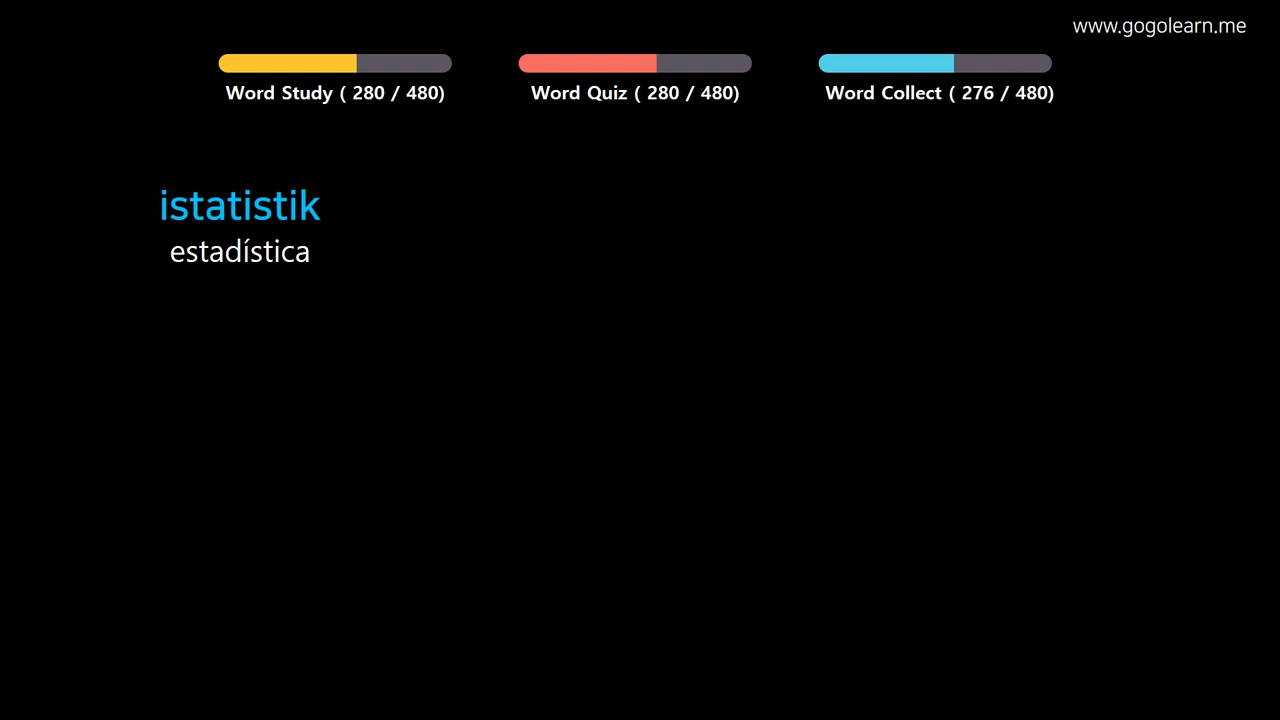 www.gogolearn.me
Word Study ( 280 / 480)
Word Quiz ( 280 / 480)
Word Collect ( 276 / 480)
istatistik
estadística